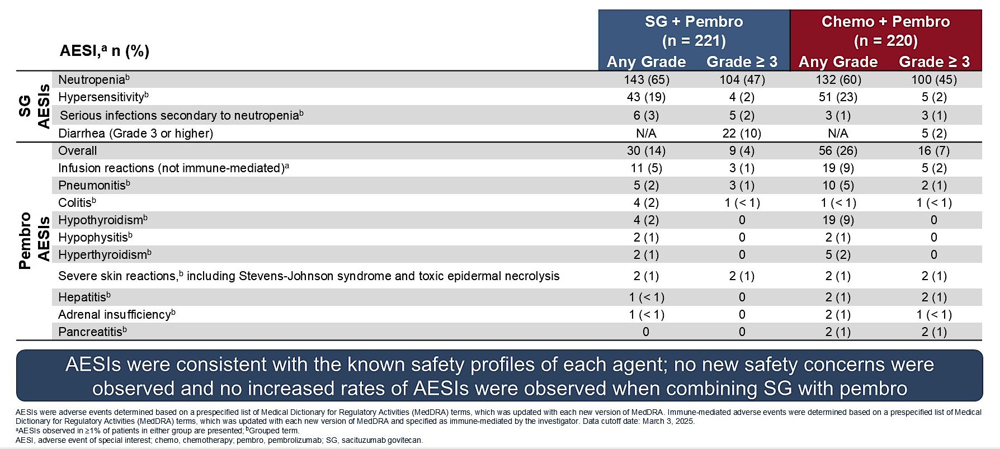 SG + Pembro Chemo + Pembro
(n = 221) (n = 220)
AESI,ᵃ n (%)
Any Grade Grade ≥ 3 Any Grade Grade ≥ 3
SG AESIs
Neutropeniaᵇ 143 (65) 104 (47) 132 (60) 100 (45)
Hypersensitivityᵇ 43 (19) 4 (2) 51 (23) 5 (2)
Serious infections secondary to neutropeniaᵇ 6 (3) 5 (2) 3 (1) 3 (1)
Diarrhea (Grade 3 or higher) N/A 22 (10) N/A 5 (2)
Pembro AESIs
Overall 30 (14) 9 (4) 56 (26) 16 (7)
Infusion reactions (not immune-mediated)ᵃ 11 (5) 3 (1) 19 (9) 5 (2)
Pneumonitisᵇ 5 (2) 3 (1) 10 (5) 2 (1)
Colitisᵇ 4 (2) 1 (< 1) 1 (< 1) 1 (< 1)
Hypothyroidismᵇ 4 (2) 0 19 (9) 0
Hypophysitisᵇ 2 (1) 0 2 (1) 0
Hyperthyroidismᵇ 2 (1) 0 5 (2) 0
Severe skin reactions,ᵇ including Stevens-Johnson syndrome and toxic epidermal necrolysis 2 (1) 2 (1) 2 (1) 2 (1)
Hepatitisᵇ 1 (< 1) 0 2 (1) 2 (1)
Adrenal insufficiencyᵇ 1 (< 1) 0 2 (1) 1 (< 1)
Pancreatitisᵇ 0 0 2 (1) 2 (1)
AESIs were consistent with the known safety profiles of each agent; no new safety concerns were
observed and no increased rates of AESIs were observed when combining SG with pembro
AESIs were adverse events determined based on a prespecified list of Medical Dictionary for Regulatory Activities (MedDRA) terms, which was updated with each new version of MedDRA. Immune-mediated adverse events were determined based on a prespecified list of Medical
Dictionary for Regulatory Activities (MedDRA) terms, which was updated with each new version of MedDRA and specified as immune-mediated by the investigator. Data cutoff date: March 3, 2025.
ᵃAESIs observed in ≥1% of patients in either group are presented; ᵇGrouped term.
AESI, adverse event of special interest; chemo, chemotherapy; pembro, pembrolizumab; SG, sacituzumab govitecan.